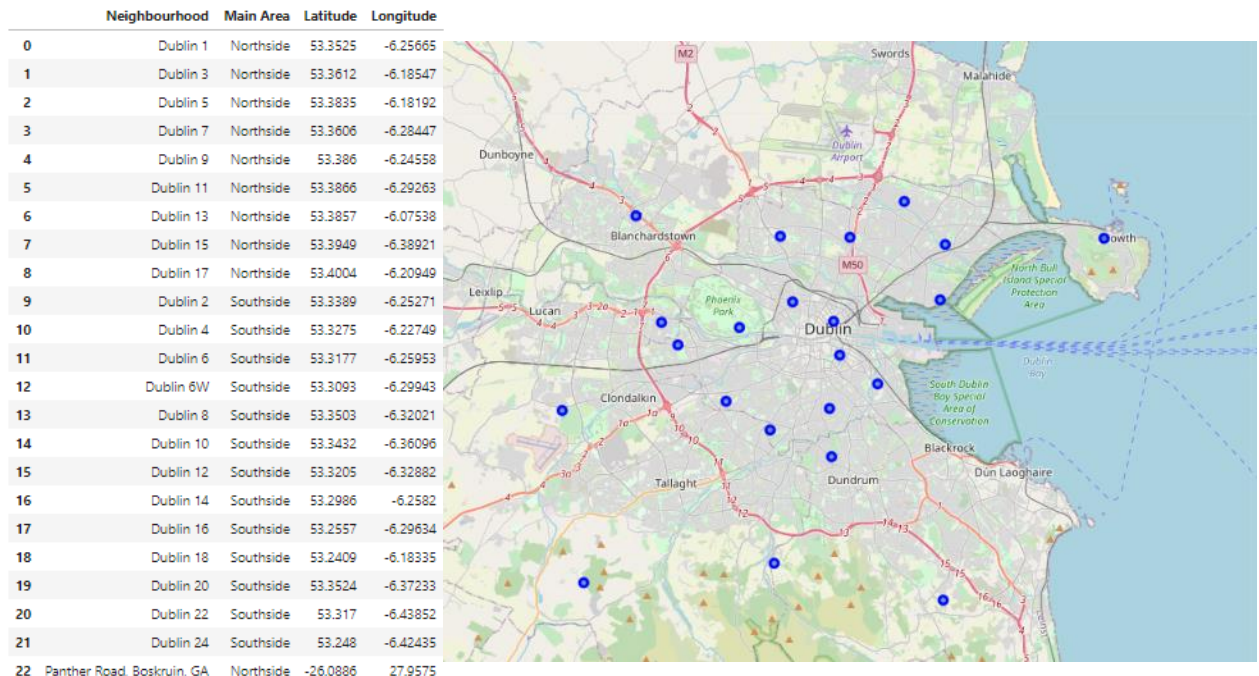 Neighbourhood Main Area Latitude Longitude
0 Dublin 1 Northside 53.3525 -6.25665
1 Dublin 3 Northside 53.3612 -6.18547
2 Dublin 5 Northside 53.3835 -6.18192
3 Dublin 7 Northside 53.3606 -6.28447
4 Dublin 9 Northside 53.386 -6.24558
5 Dublin 11 Northside 53.3866 -6.29263
6 Dublin 13 Northside 53.3857 -6.07538
7 Dublin 15 Northside 53.3949 -6.38921
8 Dublin 17 Northside 53.4004 -6.20949
9 Dublin 2 Southside 53.3389 -6.25271
10 Dublin 4 Southside 53.3275 -6.22749
11 Dublin 6 Southside 53.3177 -6.25953
12 Dublin 6W Southside 53.3093 -6.29943
13 Dublin 8 Southside 53.3503 -6.32021
14 Dublin 10 Southside 53.3432 -6.36096
15 Dublin 12 Southside 53.3205 -6.32882
16 Dublin 14 Southside 53.2986 -6.2582
17 Dublin 16 Southside 53.2557 -6.29634
18 Dublin 18 Southside 53.2409 -6.18335
19 Dublin 20 Southside 53.3524 -6.37233
20 Dublin 22 Southside 53.317 -6.43852
21 Dublin 24 Southside 53.248 -6.42435
22 Panther Road, Boskruin, GA Northside -26.0886 27.9575
M2
Swords
Malahide
Dunboyne
Dublin
Airport
Blanchardstown
M50
owth
North Bull
Island Special
Protection
Area
Leixlip
Lucan
Phoenix
Park
Dublin
Dublin
Bay
Clondalkin
South Dublin
Bay Special
Area of
Conservation
Blackrock
Dún Laoghaire
Tallaght
Dundrum